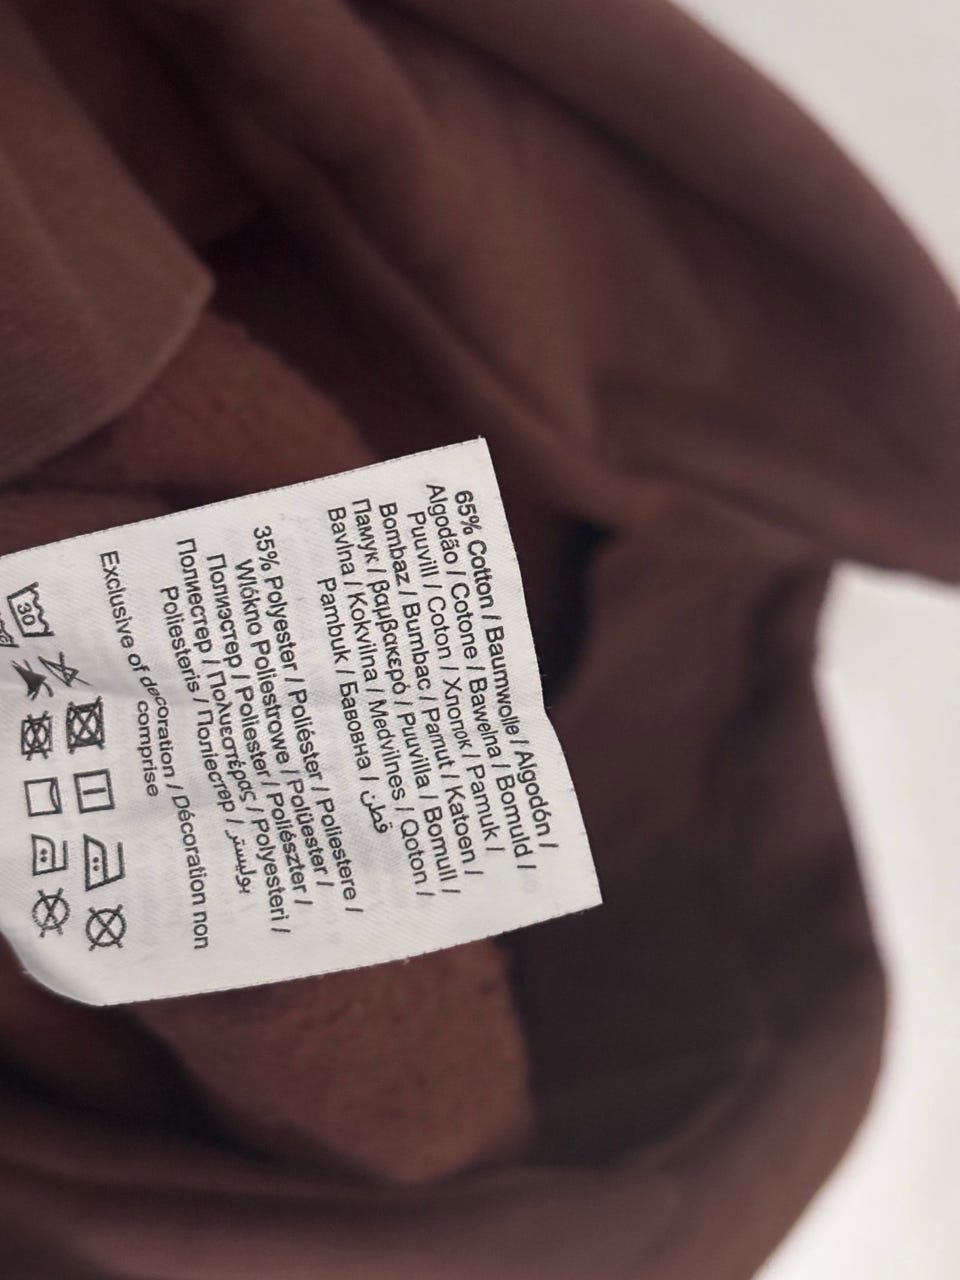 65% Cotton / Baumwolle / Algodón /
Algodão / Cotone / Bawełna / Bomuld /
Puuvill / Coton / Хлопок / Pamuk /
Bombaz / Bumbac / Pamut / Katoen /
Памук / βαμβακερό / Puuvilla / Bomull /
Bavlna / Kokvilna / Medvilnes / Qoton /
Pambuk / Бавовна / قطن
35% Polyester / Poliéster / Poliestere /
Włókno Poliestrowe / Polüester /
Полиэстер / Poliester / Poliészter /
Полиестер / Πολυεστέρας / Polyesteri /
Poliesteris / Поліестер / بوليستر
Exclusive of decoration / Décoration non
comprise
30